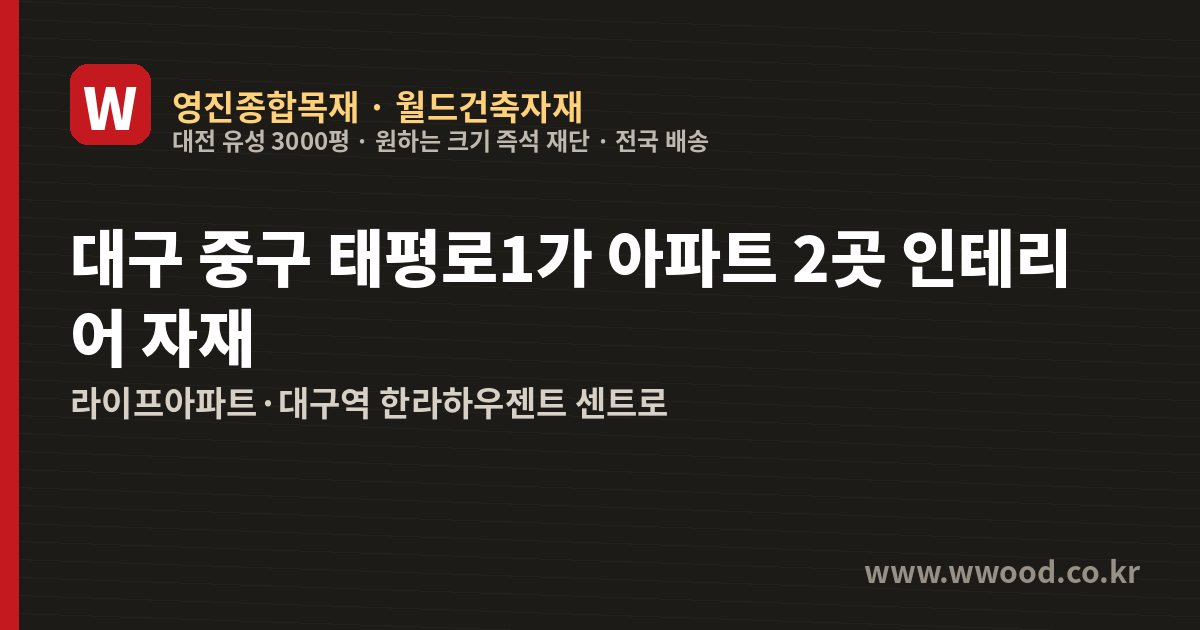 W
영진종합목재 · 월드건축자재
대전 유성 3000평 · 원하는 크기 즉석 재단 · 전국 배송
대구 중구 태평로1가 아파트 2곳 인테리
어 자재
라이프아파트·대구역 한라하우젠트 센트로
www.wwood.co.kr